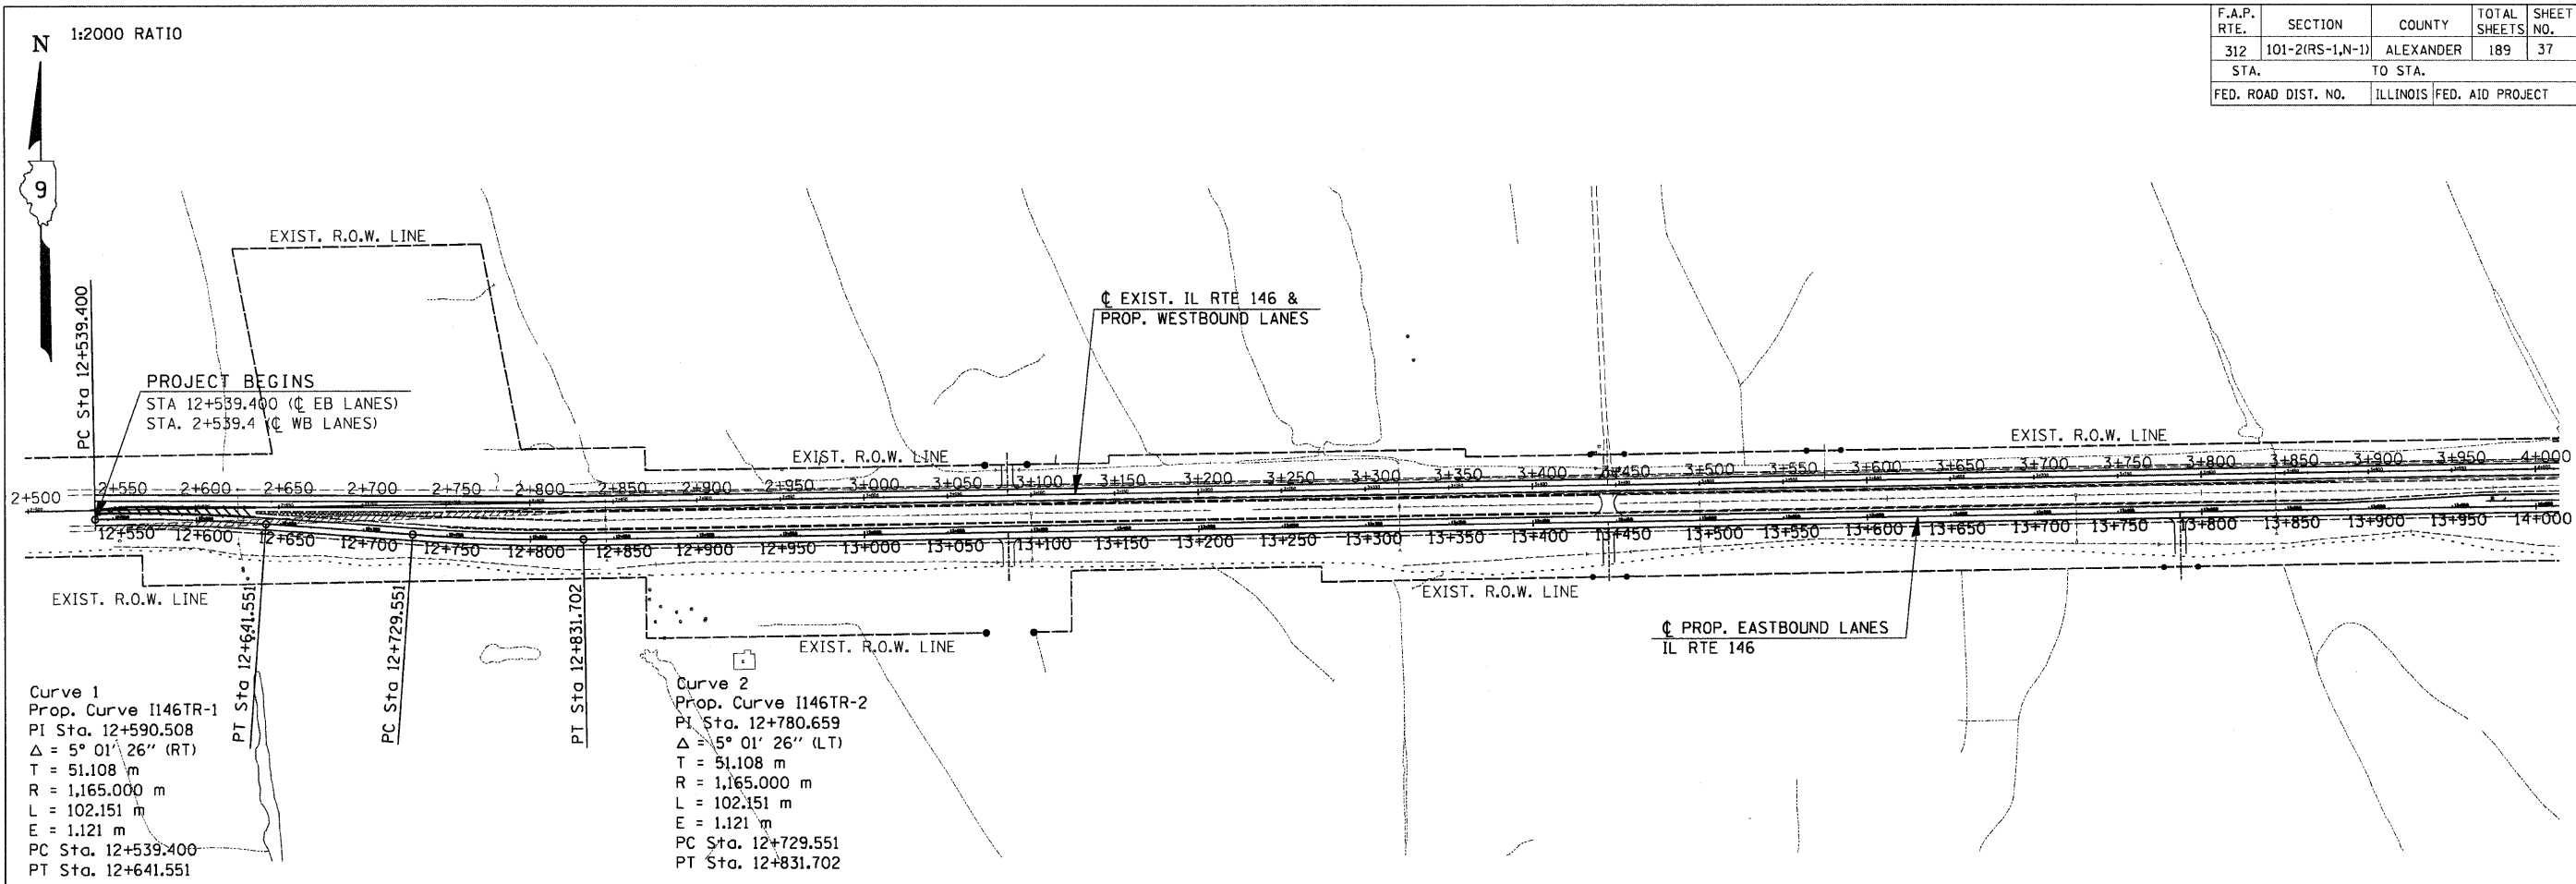 1:2000 RATIO
N
9
F.A.P. RTE. SECTION COUNTY TOTAL SHEETS SHEET NO.
312 101-2(RS-1,N-1) ALEXANDER 189 37
STA. TO STA.
FED. ROAD DIST. NO. ILLINOIS FED. AID PROJECT
EXIST. R.O.W. LINE
PC Sta 12+539.400
PROJECT BEGINS
STA 12+539.400 (℄ EB LANES)
STA. 2+539.4 (℄ WB LANES)
℄ EXIST. IL RTE 146 &
PROP. WESTBOUND LANES
EXIST. R.O.W. LINE
EXIST. R.O.W. LINE
2+500 2+550 2+600 2+650 2+700 2+750 2+800 2+850 2+900 2+950 3+000 3+050 3+100 3+150 3+200 3+250 3+300 3+350 3+400 3+450 3+500 3+550 3+600 3+650 3+700 3+750 3+800 3+850 3+900 3+950 4+000
12+550 12+600 12+650 12+700 12+750 12+800 12+850 12+900 12+950 13+000 13+050 13+100 13+150 13+200 13+250 13+300 13+350 13+400 13+450 13+500 13+550 13+600 13+650 13+700 13+750 13+800 13+850 13+900 13+950 14+000
EXIST. R.O.W. LINE
PT Sta 12+641.551
PC Sta 12+729.551
PT Sta 12+831.702
EXIST. R.O.W. LINE
EXIST. R.O.W. LINE
℄ PROP. EASTBOUND LANES
IL RTE 146
Curve 1
Prop. Curve I146TR-1
PI Sta. 12+590.508
Δ = 5° 01' 26" (RT)
T = 51.108 m
R = 1,165.000 m
L = 102.151 m
E = 1.121 m
PC Sta. 12+539.400
PT Sta. 12+641.551
Curve 2
Prop. Curve I146TR-2
PI Sta. 12+780.659
Δ = 5° 01' 26" (LT)
T = 51.108 m
R = 1,165.000 m
L = 102.151 m
E = 1.121 m
PC Sta. 12+729.551
PT Sta. 12+831.702